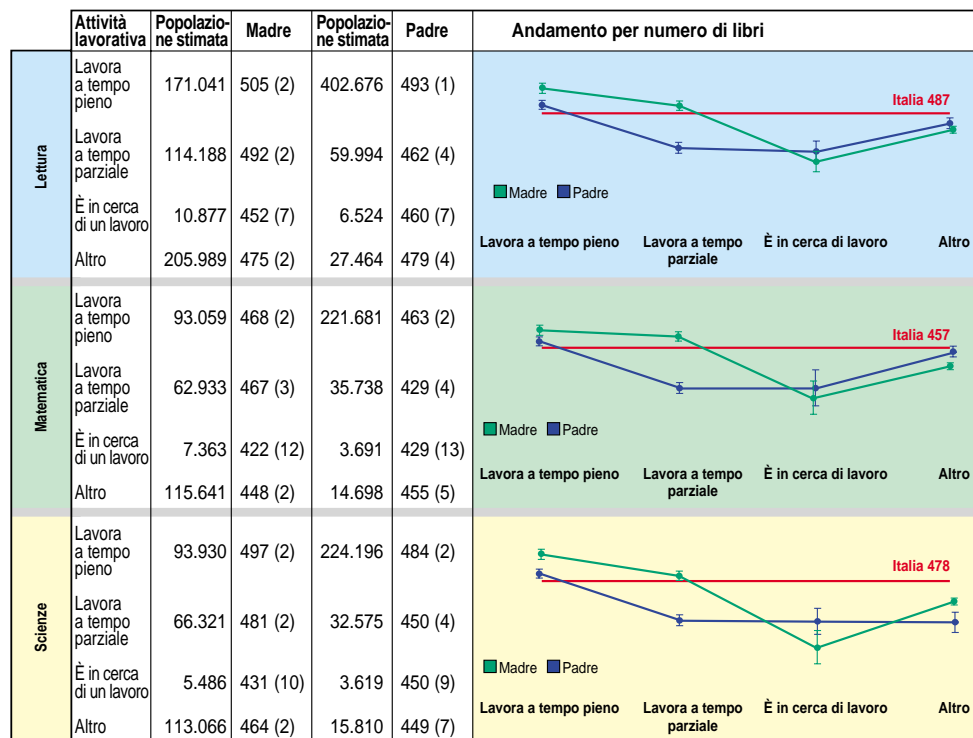 Attività lavorativa
Popolazio-ne stimata
Madre
Popolazio-ne stimata
Padre
Andamento per numero di libri
Lettura
Lavora a tempo pieno 171.041 505 (2) 402.676 493 (1)
Lavora a tempo parziale 114.188 492 (2) 59.994 462 (4)
È in cerca di un lavoro 10.877 452 (7) 6.524 460 (7)
Altro 205.989 475 (2) 27.464 479 (4)
Italia 487
Madre Padre
Lavora a tempo pieno
Lavora a tempo parziale
È in cerca di lavoro
Altro
Matematica
Lavora a tempo pieno 93.059 468 (2) 221.681 463 (2)
Lavora a tempo parziale 62.933 467 (3) 35.738 429 (4)
È in cerca di un lavoro 7.363 422 (12) 3.691 429 (13)
Altro 115.641 448 (2) 14.698 455 (5)
Italia 457
Madre Padre
Lavora a tempo pieno
Lavora a tempo parziale
È in cerca di lavoro
Altro
Scienze
Lavora a tempo pieno 93.930 497 (2) 224.196 484 (2)
Lavora a tempo parziale 66.321 481 (2) 32.575 450 (4)
È in cerca di un lavoro 5.486 431 (10) 3.619 450 (9)
Altro 113.066 464 (2) 15.810 449 (7)
Italia 478
Madre Padre
Lavora a tempo pieno
Lavora a tempo parziale
È in cerca di lavoro
Altro